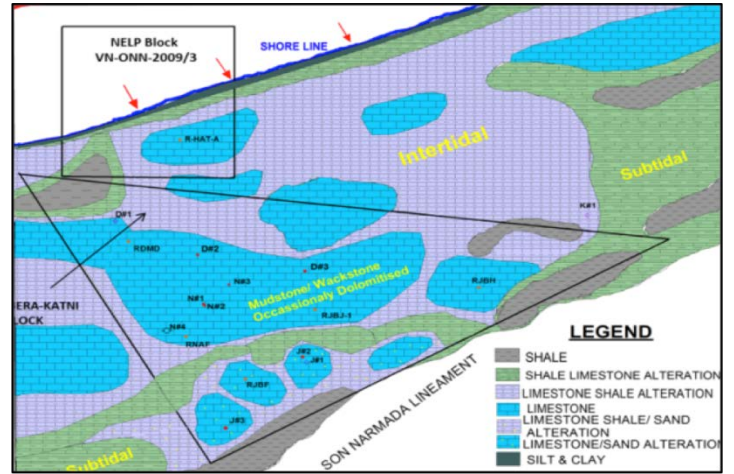 NELP Block
VN-ONN-2009/3
SHORE LINE
R-HAT-A
Intertidal
Subtidal
K#1
D#1
RDMD
D#2
D#3
N#3
Mudstone/ Wackstone
Occassionaly Dolomitised
RJBH
N#1
N#2
RJBJ-1
ERA-KATNI
LOCK
N#4
RNAF
J#2
J#1
RJBF
J#3
SON NARMADA LINEAMENT
Subtidal
LEGEND
SHALE
SHALE LIMESTONE ALTERATION
LIMESTONE SHALE ALTERATION
LIMESTONE
LIMESTONE SHALE/ SAND
ALTERATION
LIMESTONE/SAND ALTERATION
SILT & CLAY